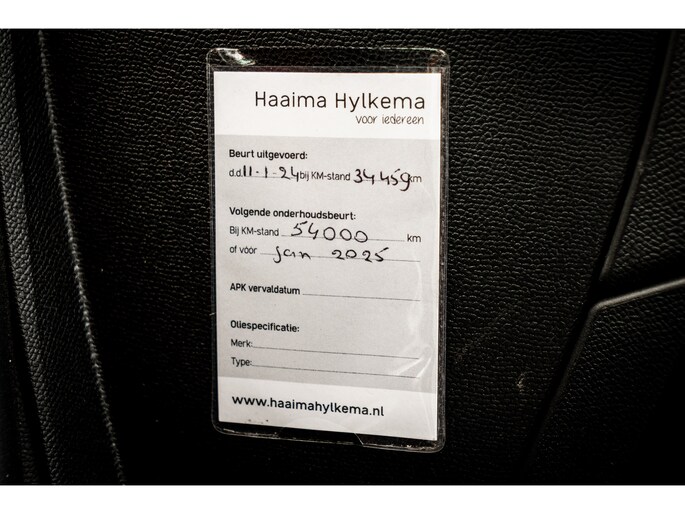 Haaima Hylkema
voor iedereen
Beurt uitgevoerd:
d.d. 11-1-24 bij KM-stand 34459 km
Volgende onderhoudsbeurt:
Bij KM-stand 54000 km
of vóór jan 2025
APK vervaldatum
Oliespecificatie:
Merk:
Type:
www.haaimahylkema.nl